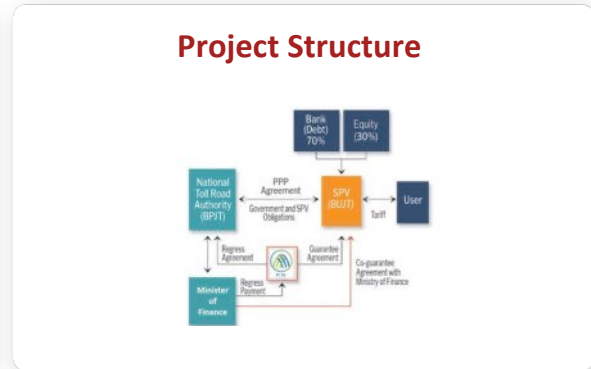 Project Structure
Bank
(Debt)
70%
Equity
(30%)
National
Toll Road
Authority
(BPJT)
PPP
Agreement
Government and SPV
Obligations
SPV
(BUJT)
Tariff
User
Regress
Agreement
Guarantee
Agreement
Co-guarantee
Agreement with
Ministry of Finance
Minister
of
Finance
Regress
Payment